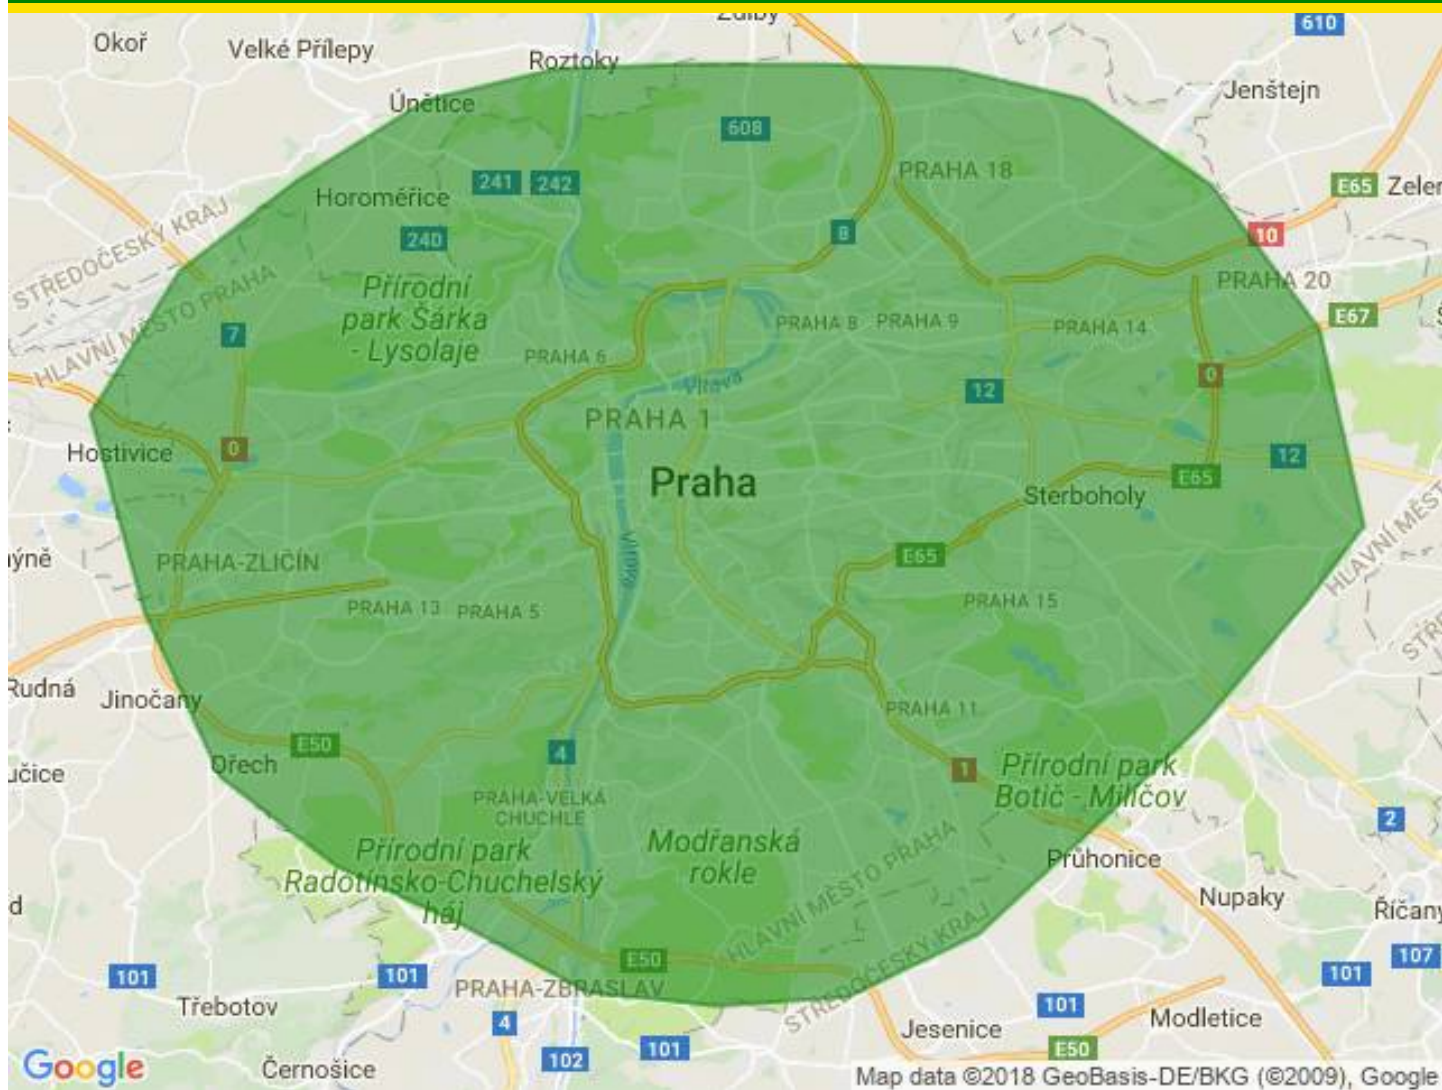 Zdiby
610
Okoř
Velké Přílepy
Roztoky
Jenštejn
Únětice
608
PRAHA 18
241
242
E65
Zeleň
Horoměřice
8
10
240
STŘEDOČESKÝ KRAJ
HLAVNÍ MĚSTO PRAHA
Přírodní
park Šárka
- Lysolaje
PRAHA 20
E67
7
PRAHA 8
PRAHA 9
PRAHA 14
PRAHA 6
0
Vltava
12
PRAHA 1
Hostivice
0
12
Praha
E65
Sterboholy
HLAVNÍ MĚST
ýně
PRAHA-ZLIČÍN
Vltava
E65
PRAHA 13
PRAHA 5
PRAHA 15
STŘE
Rudná
Jinočany
PRAHA 11
E50
4
Ořech
1
Přírodní park
Botič - Milíčov
učice
PRAHA-VELKÁ
CHUCHLE
2
Přírodní park
Radotínsko-Chuchelský
háj
Modřanská
rokle
HLAVNÍ MĚSTO PRAHA
STŘEDOČESKÝ KRAJ
Průhonice
Nupaky
d
Říčany
E50
107
101
101
101
PRAHA-ZBRASLAV
Třebotov
4
101
Modletice
Jesenice
E50
101
102
Černošice
Google
Map data ©2018 GeoBasis-DE/BKG (©2009), Google